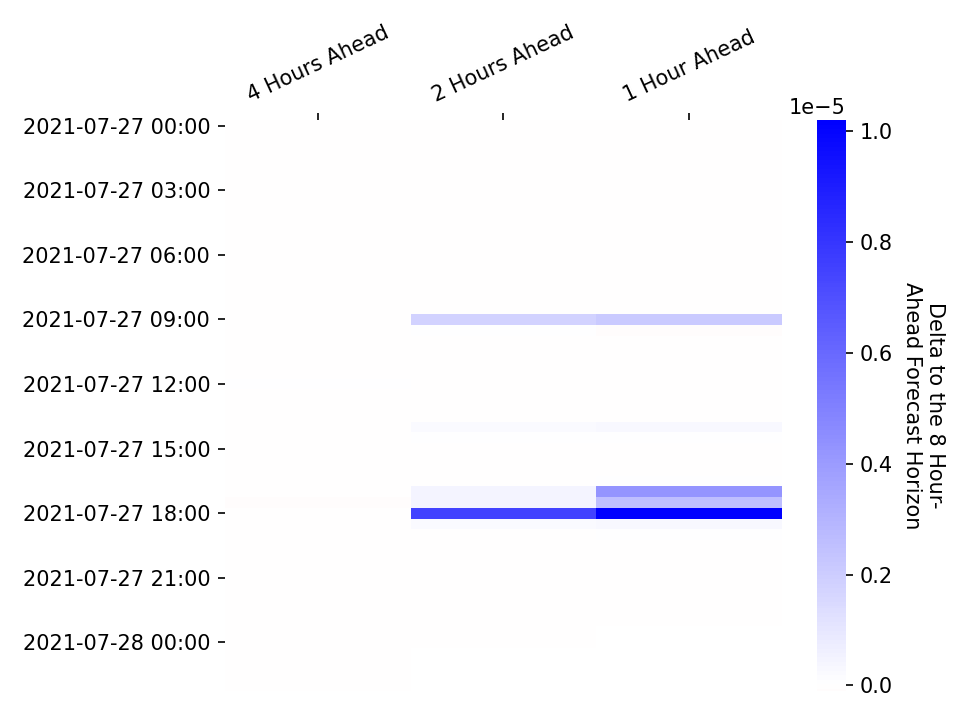 4 Hours Ahead
2 Hours Ahead
1 Hour Ahead
1e−5
2021-07-27 00:00
2021-07-27 03:00
2021-07-27 06:00
2021-07-27 09:00
2021-07-27 12:00
2021-07-27 15:00
2021-07-27 18:00
2021-07-27 21:00
2021-07-28 00:00
1.0
0.8
0.6
0.4
0.2
0.0
Delta to the 8 Hour-
Ahead Forecast Horizon